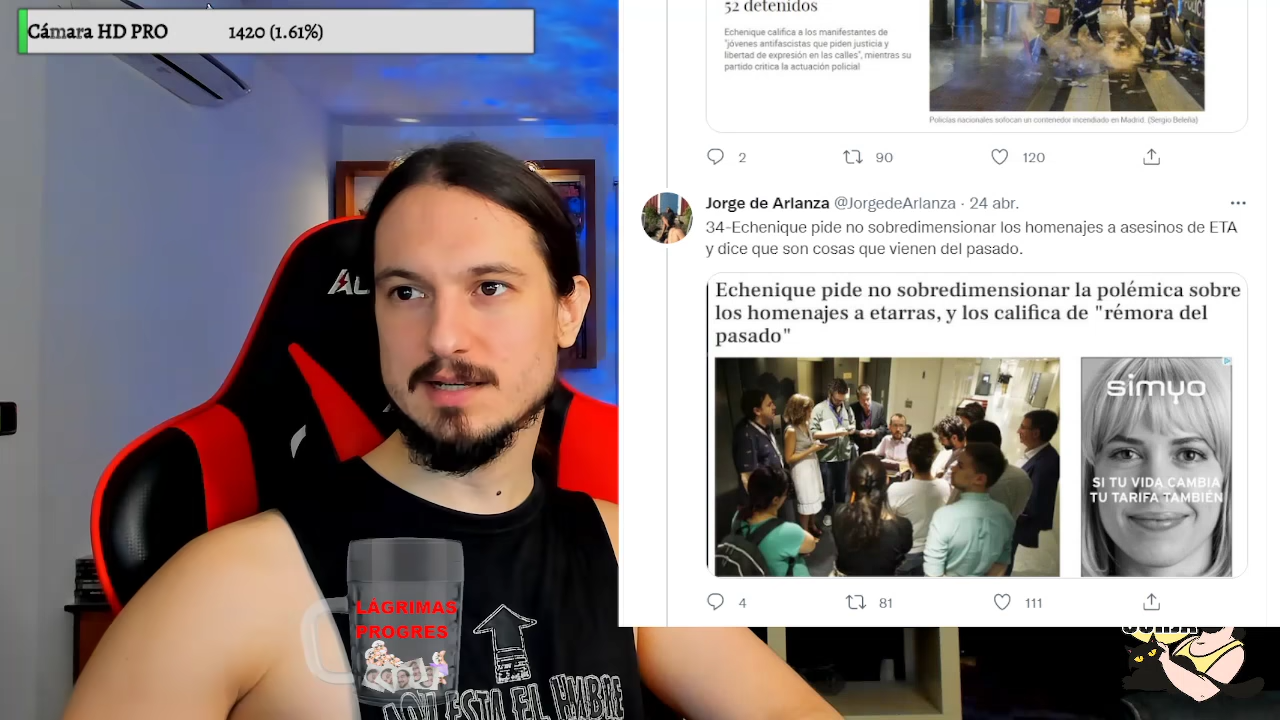 Cámara HD PRO 1420 (1.61%)
52 detenidos
Echenique califica a los manifestantes de
"jóvenes antifascistas que piden justicia y
libertad de expresión en las calles", mientras su
partido critica la actuación policial
Policías nacionales sofocan un contenedor incendiado en Madrid. (Sergio Beleña)
2 90 120
Jorge de Arlanza @JorgedeArlanza · 24 abr.
34-Echenique pide no sobredimensionar los homenajes a asesinos de ETA
y dice que son cosas que vienen del pasado.
Echenique pide no sobredimensionar la polémica sobre
los homenajes a etarras, y los califica de "rémora del
pasado"
simyo
SI TU VIDA CAMBIA
TU TARIFA TAMBIÉN
4 81 111
LÁGRIMAS
PROGRES